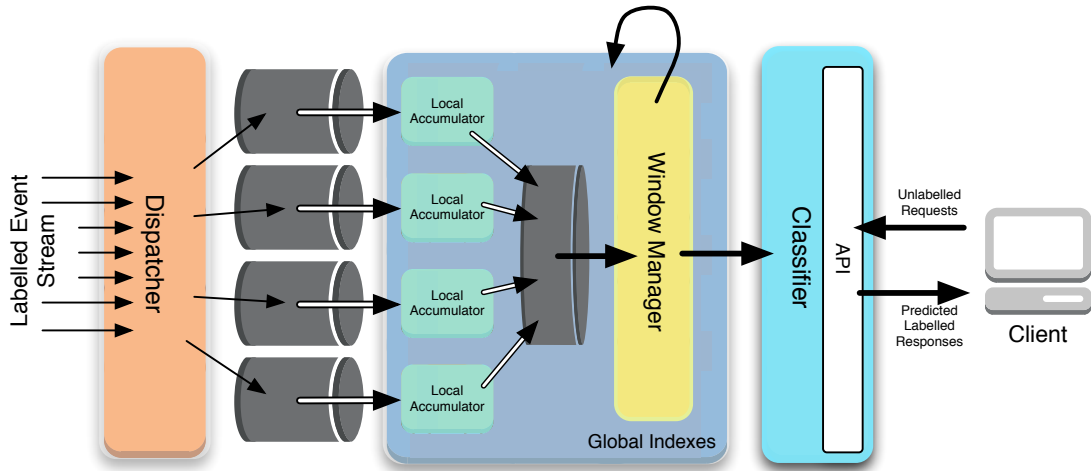 Labelled Event
Stream
Dispatcher
Local
Accumulator
Local
Accumulator
Local
Accumulator
Local
Accumulator
Window Manager
Global Indexes
Classifier
API
Unlabelled
Requests
Predicted
Labelled
Responses
Client